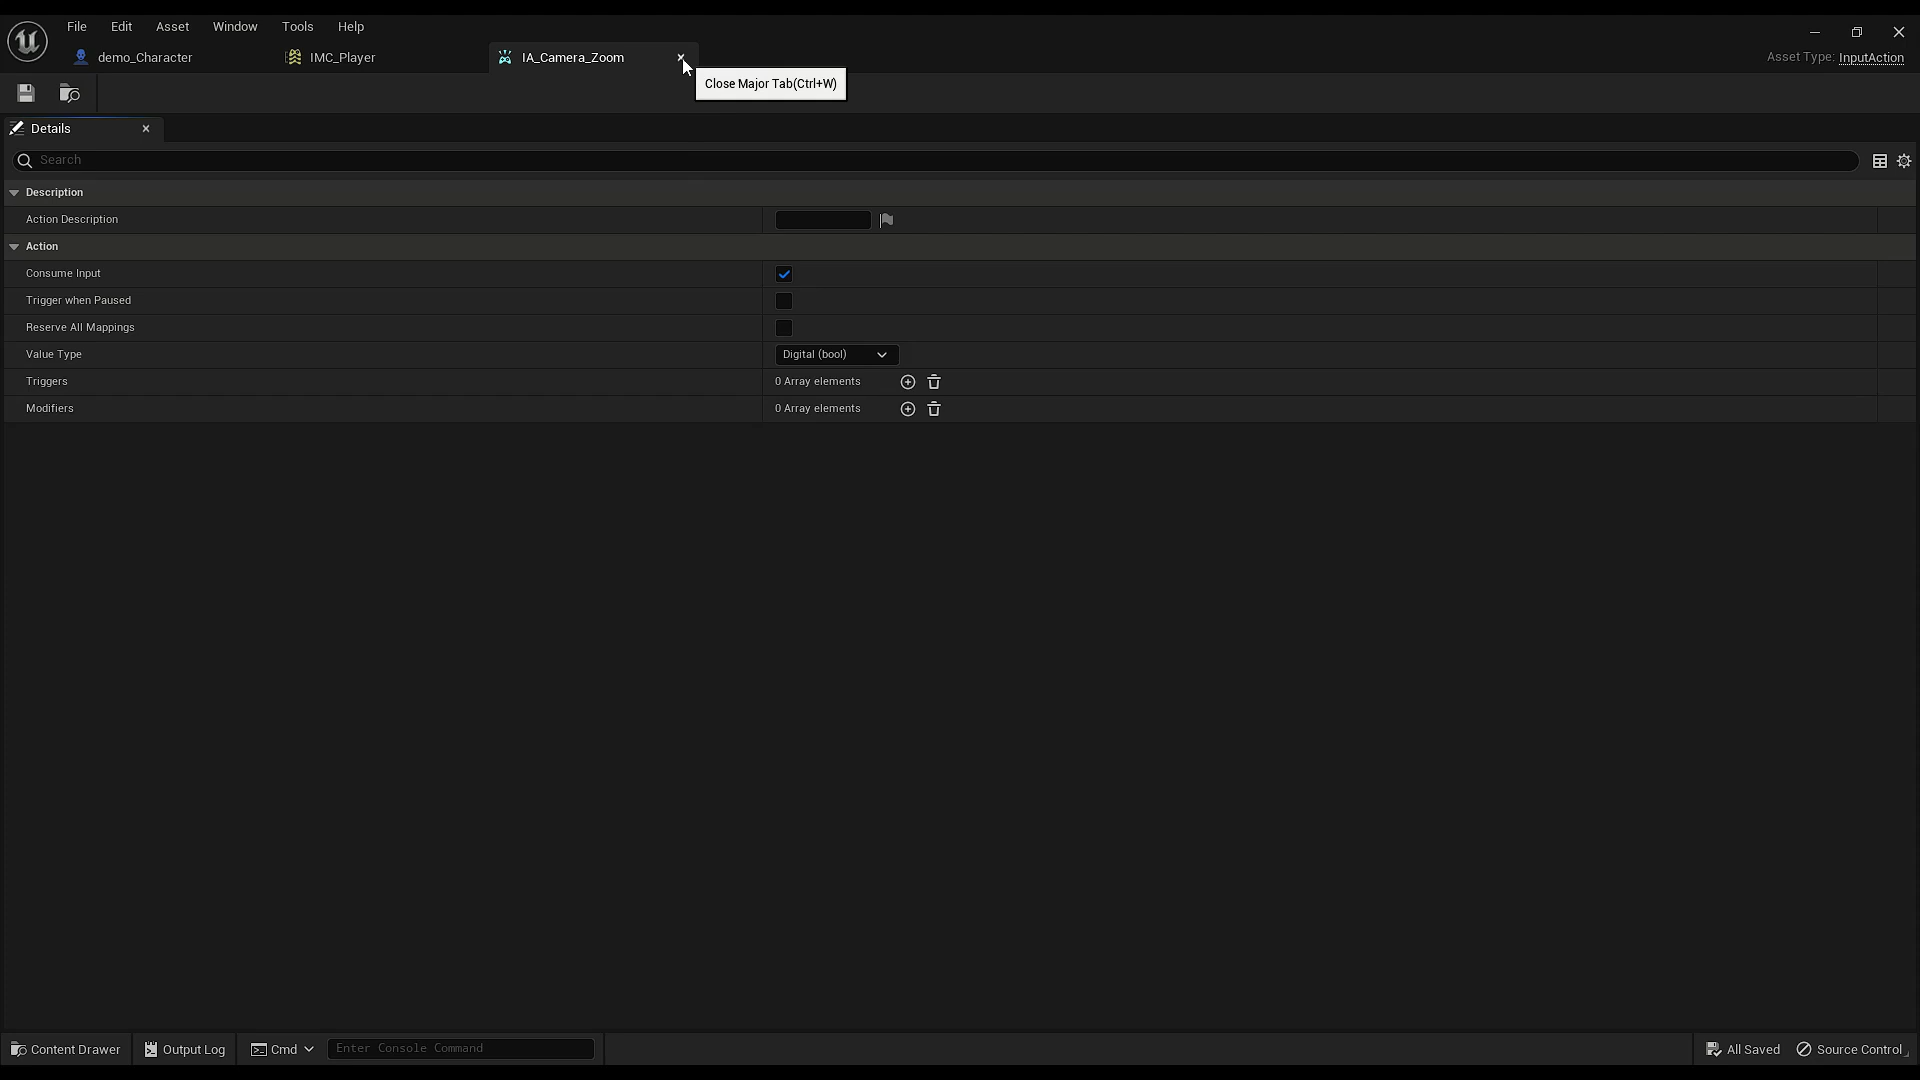 File Edit Asset Window Tools Help
demo_Character IMC_Player IA_Camera_Zoom Asset Type: InputAction
Close Major Tab(Ctrl+W)
Details
Search
Description
Action Description
Action
Consume Input
Trigger when Paused
Reserve All Mappings
Value Type Digital (bool)
Triggers 0 Array elements
Modifiers 0 Array elements
Content Drawer Output Log Cmd Enter Console Command All Saved Source Control